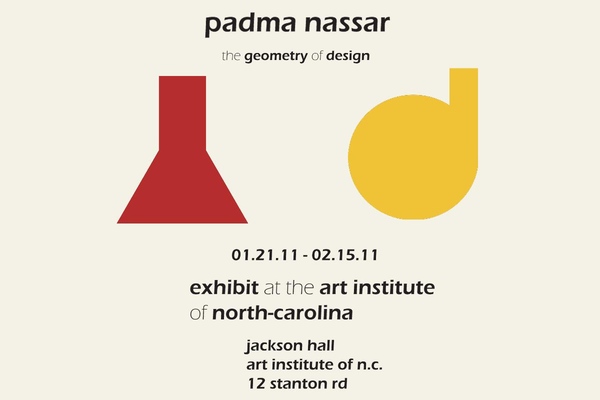 padma nassar
the geometry of design
01.21.11 - 02.15.11
exhibit at the art institute
of north-carolina
jackson hall
art institute of n.c.
12 stanton rd